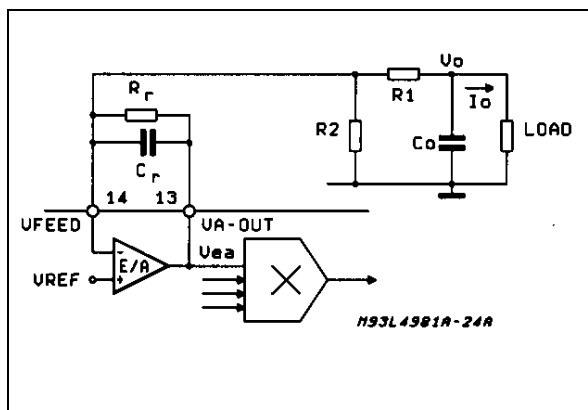 Vo
Rr
R1
Io
R2
Co
LOAD
Cr
14 13
VFEED
VA-OUT
Vea
E/A
-
+
VREF
X
M93L4981A-24A